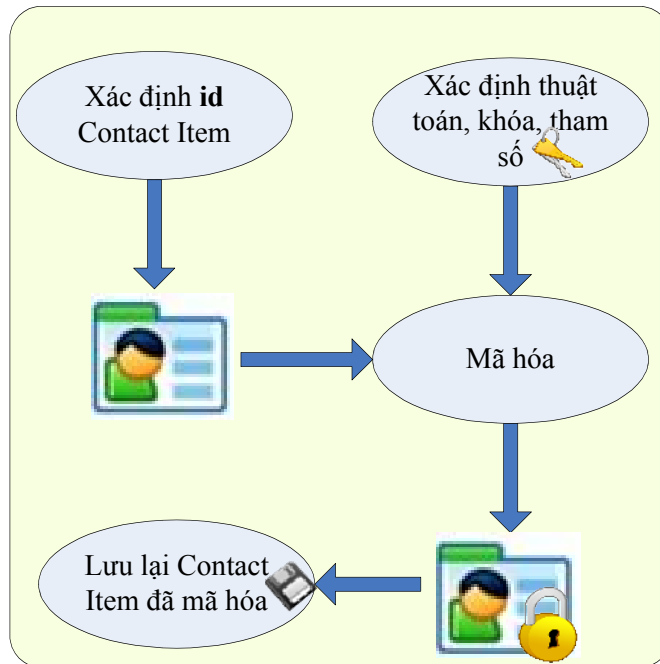 Xác định id
Contact Item
Xác định thuật
toán, khóa, tham
số
Mã hóa
Lưu lại Contact
Item đã mã hóa